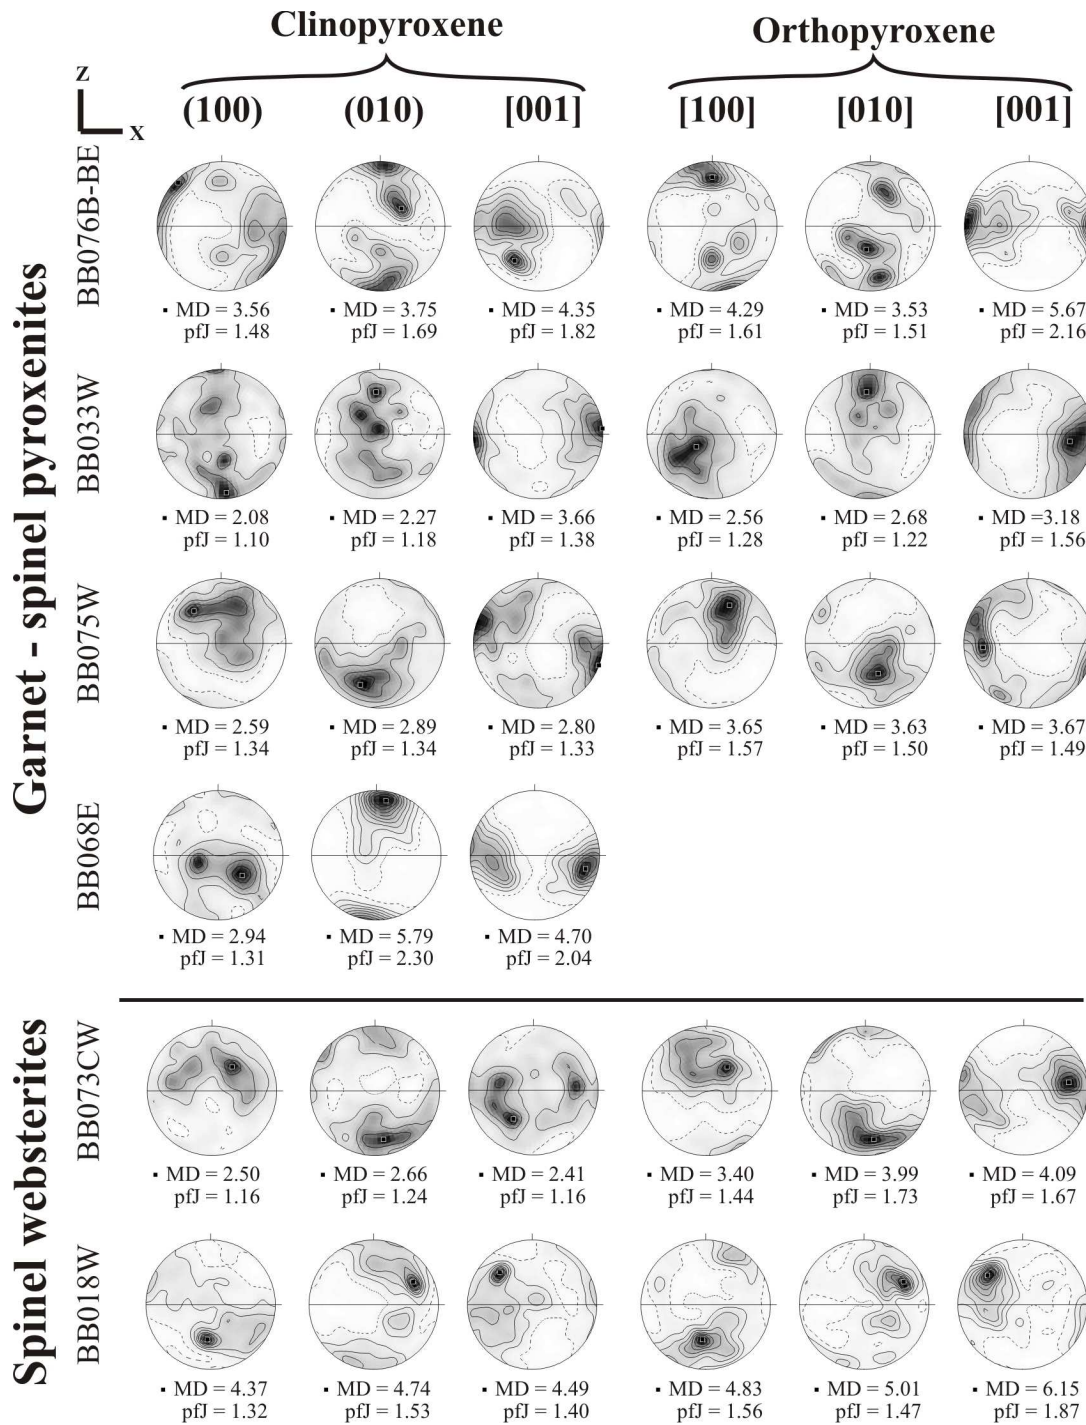 Clinopyroxene
Orthopyroxene
Z
X
(100) (010) [001] [100] [010] [001]
Garnet - spinel pyroxenites
BB076B-BE
▪ MD = 3.56 ▪ MD = 3.75 ▪ MD = 4.35 ▪ MD = 4.29 ▪ MD = 3.53 ▪ MD = 5.67
pfJ = 1.48 pfJ = 1.69 pfJ = 1.82 pfJ = 1.61 pfJ = 1.51 pfJ = 2.16
BB033W
▪ MD = 2.08 ▪ MD = 2.27 ▪ MD = 3.66 ▪ MD = 2.56 ▪ MD = 2.68 ▪ MD =3.18
pfJ = 1.10 pfJ = 1.18 pfJ = 1.38 pfJ = 1.28 pfJ = 1.22 pfJ = 1.56
BB075W
▪ MD = 2.59 ▪ MD = 2.89 ▪ MD = 2.80 ▪ MD = 3.65 ▪ MD = 3.63 ▪ MD = 3.67
pfJ = 1.34 pfJ = 1.34 pfJ = 1.33 pfJ = 1.57 pfJ = 1.50 pfJ = 1.49
BB068E
▪ MD = 2.94 ▪ MD = 5.79 ▪ MD = 4.70
pfJ = 1.31 pfJ = 2.30 pfJ = 2.04
Spinel websterites
BB073CW
▪ MD = 2.50 ▪ MD = 2.66 ▪ MD = 2.41 ▪ MD = 3.40 ▪ MD = 3.99 ▪ MD = 4.09
pfJ = 1.16 pfJ = 1.24 pfJ = 1.16 pfJ = 1.44 pfJ = 1.73 pfJ = 1.67
BB018W
▪ MD = 4.37 ▪ MD = 4.74 ▪ MD = 4.49 ▪ MD = 4.83 ▪ MD = 5.01 ▪ MD = 6.15
pfJ = 1.32 pfJ = 1.53 pfJ = 1.40 pfJ = 1.56 pfJ = 1.47 pfJ = 1.87